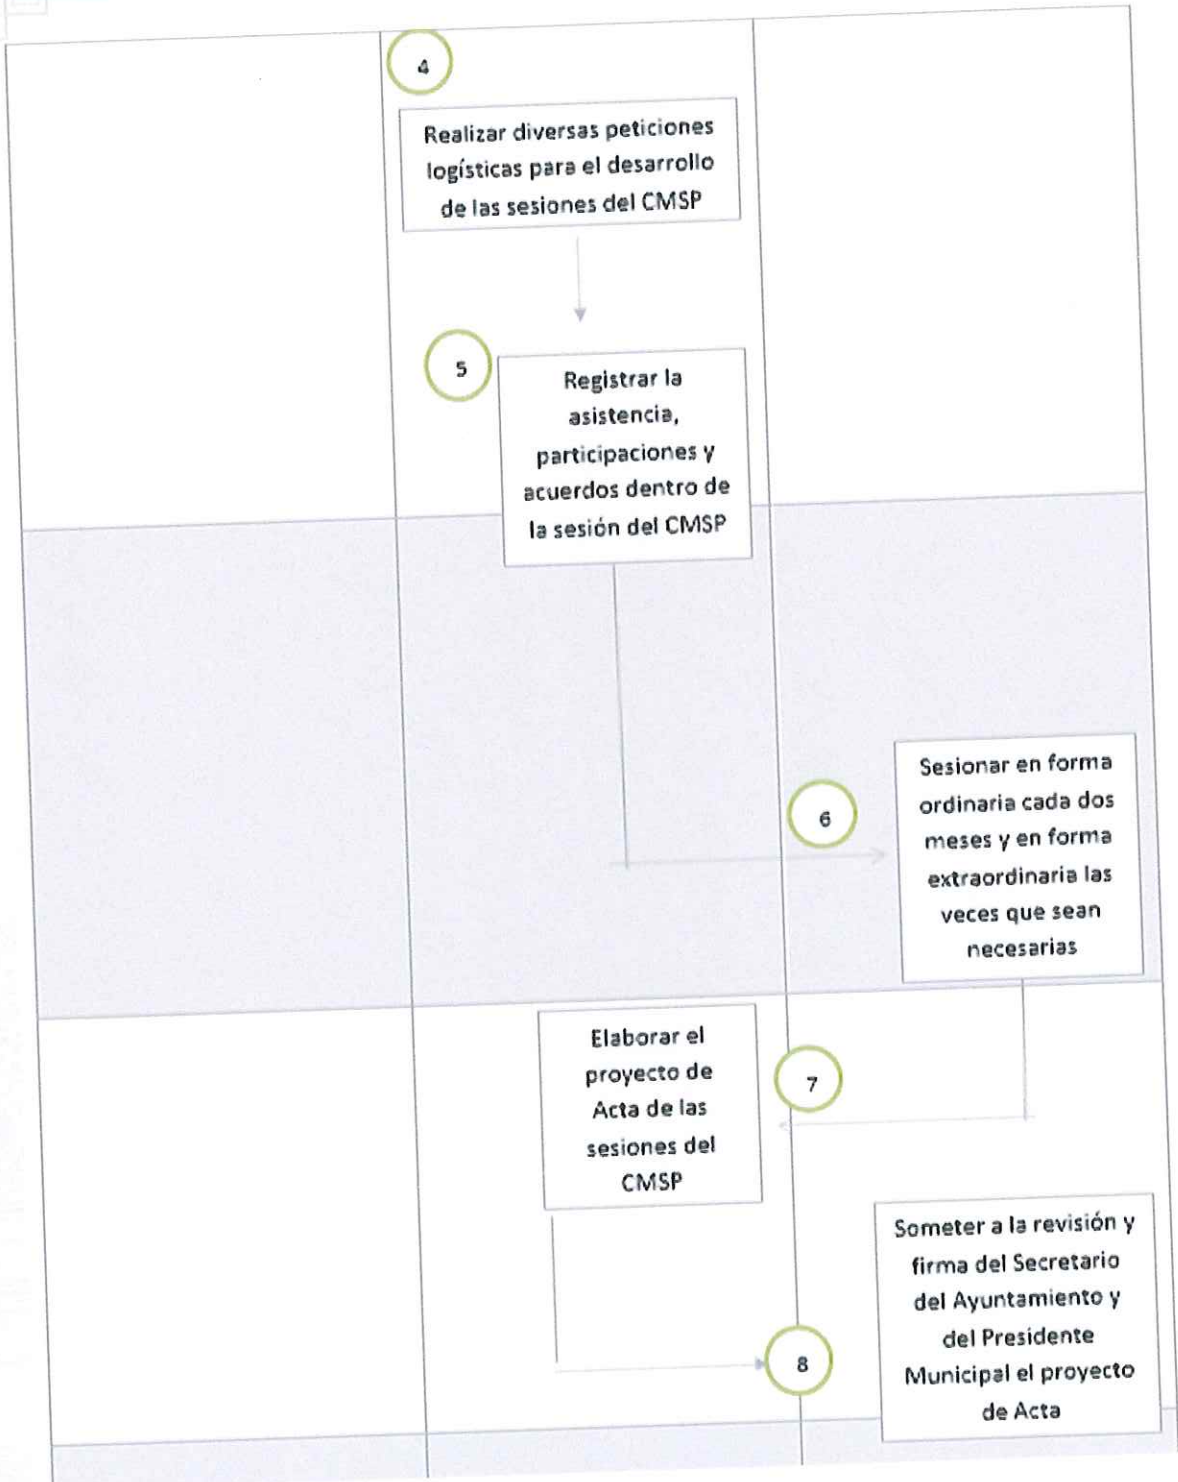 4
Realizar diversas peticiones
logísticas para el desarrollo
de las sesiones del CMSP
5
Registrar la
asistencia,
participaciones y
acuerdos dentro de
la sesión del CMSP
6
Sesionar en forma
ordinaria cada dos
meses y en forma
extraordinaria las
veces que sean
necesarias
Elaborar el
proyecto de
Acta de las
sesiones del
CMSP
7
Someter a la revisión y
firma del Secretario
del Ayuntamiento y
del Presidente
Municipal el proyecto
de Acta
8